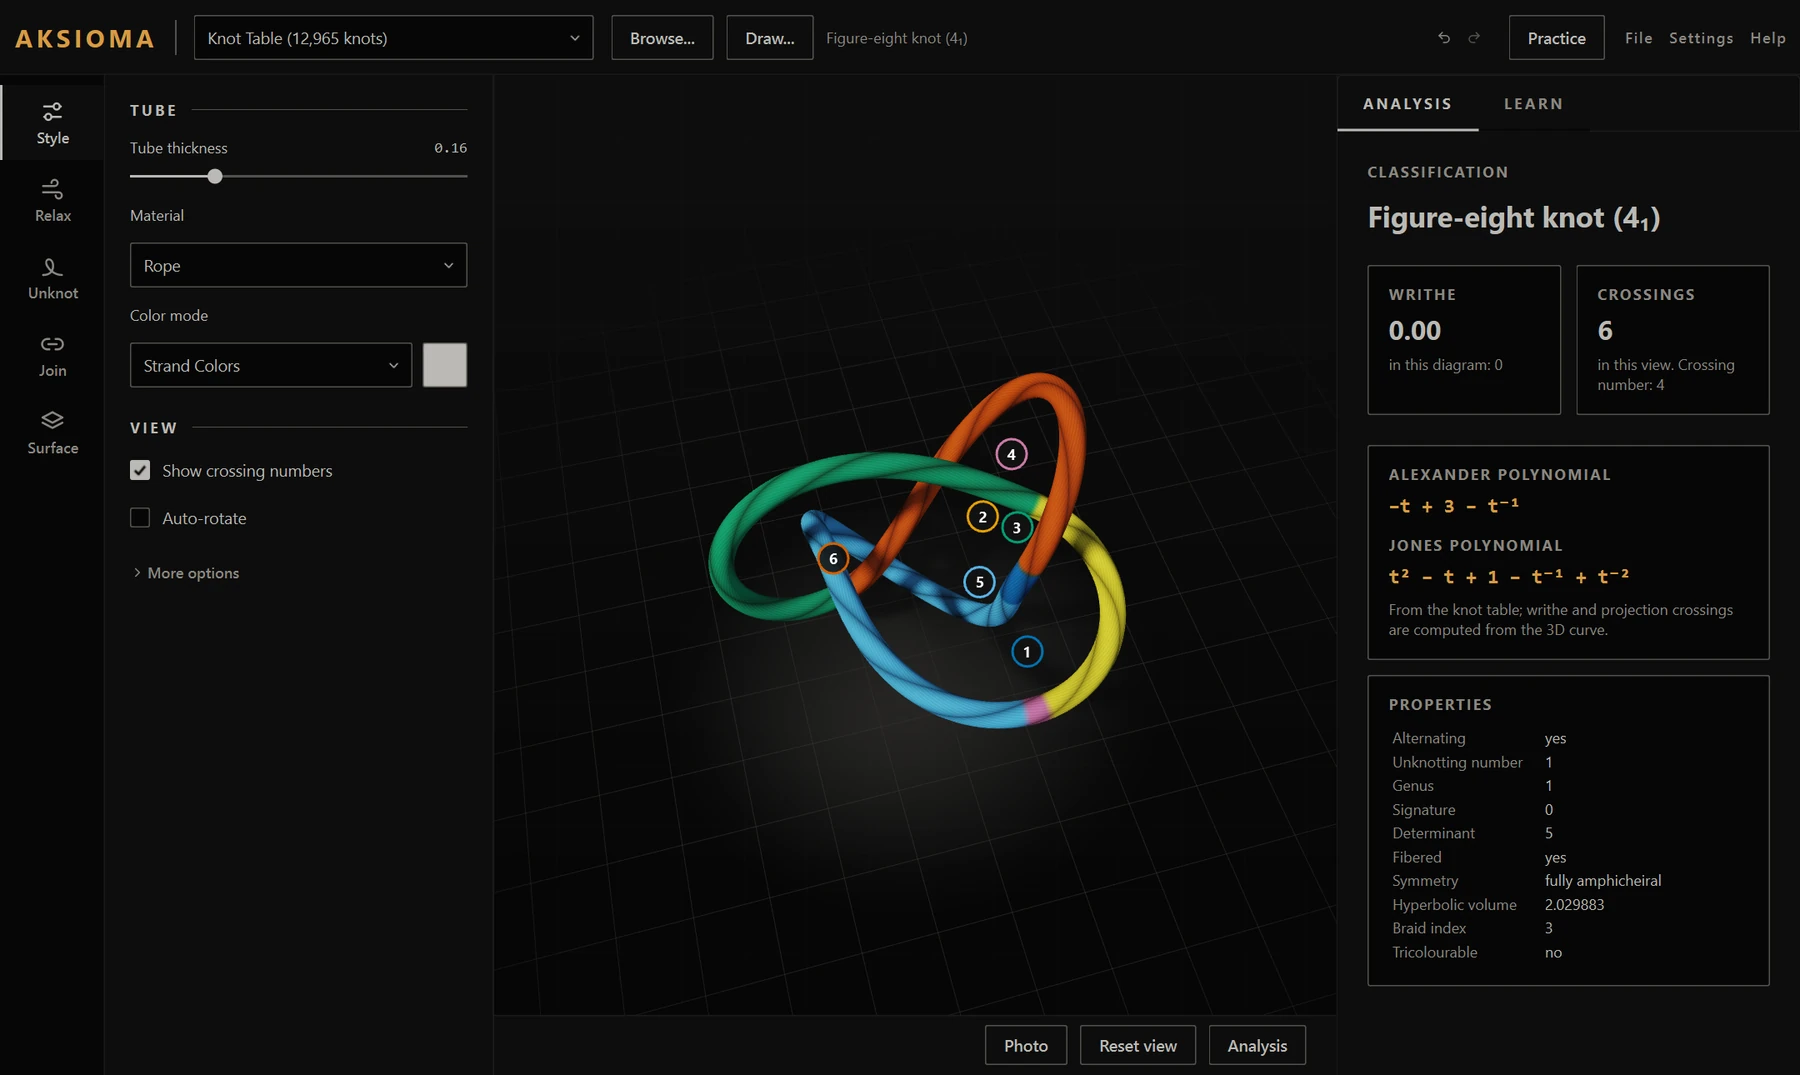 AKSIOMA
Knot Table (12,965 knots)
Browse...
Draw...
Figure-eight knot (4₁)
Practice
File
Settings
Help
Style
Relax
Unknot
Join
Surface
TUBE
Tube thickness 0.16
Material
Rope
Color mode
Strand Colors
VIEW
Show crossing numbers
Auto-rotate
More options
4
2
3
6
5
1
Photo
Reset view
Analysis
ANALYSIS
LEARN
CLASSIFICATION
Figure-eight knot (4₁)
WRITHE
0.00
in this diagram: 0
CROSSINGS
6
in this view. Crossing
number: 4
ALEXANDER POLYNOMIAL
−t + 3 − t⁻¹
JONES POLYNOMIAL
t² − t + 1 − t⁻¹ + t⁻²
From the knot table; writhe and projection crossings
are computed from the 3D curve.
PROPERTIES
Alternating yes
Unknotting number 1
Genus 1
Signature 0
Determinant 5
Fibered yes
Symmetry fully amphicheiral
Hyperbolic volume 2.029883
Braid index 3
Tricolourable no